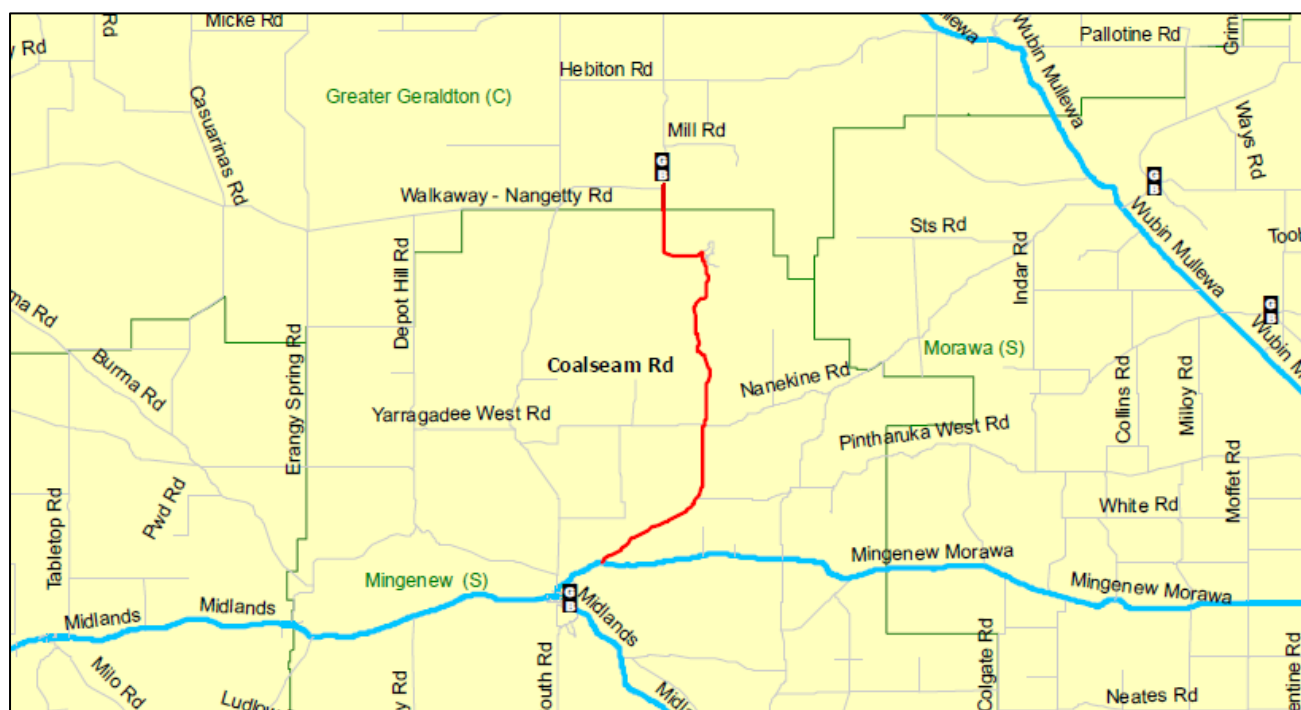 Micke Rd
Rd
Pallotine Rd
Wubin Mullewa
Hebiton Rd
Greater Geraldton (C)
Casuarinas Rd
Ways Rd
Mill Rd
G
B
G
B
Walkaway - Nangetty Rd
Wubin Mullewa
Sts Rd
Depot Hill Rd
Indar Rd
G
B
Burma Rd
Erangy Spring Rd
Morawa (S)
Coalseam Rd
Nanekine Rd
Collins Rd
Milloy Rd
Yarragadee West Rd
Pintharuka West Rd
Moffet Rd
Pwd Rd
White Rd
Tabletop Rd
Mingenew Morawa
Mingenew (S)
Mingenew Morawa
G
B
Midlands
Midlands
Midlands
Milo Rd
Colgate Rd
Neates Rd